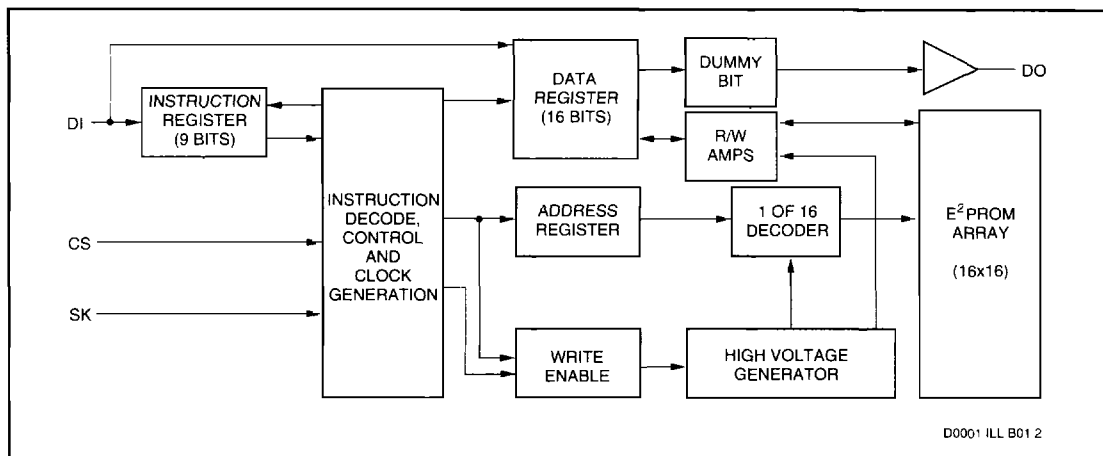 DI
CS
SK
INSTRUCTION
REGISTER
(9 BITS)
INSTRUCTION
DECODE,
CONTROL
AND
CLOCK
GENERATION
DATA
REGISTER
(16 BITS)
DUMMY
BIT
DO
R/W
AMPS
ADDRESS
REGISTER
1 OF 16
DECODER
WRITE
ENABLE
HIGH VOLTAGE
GENERATOR
E²PROM
ARRAY
(16x16)
D0001 ILL B01 2